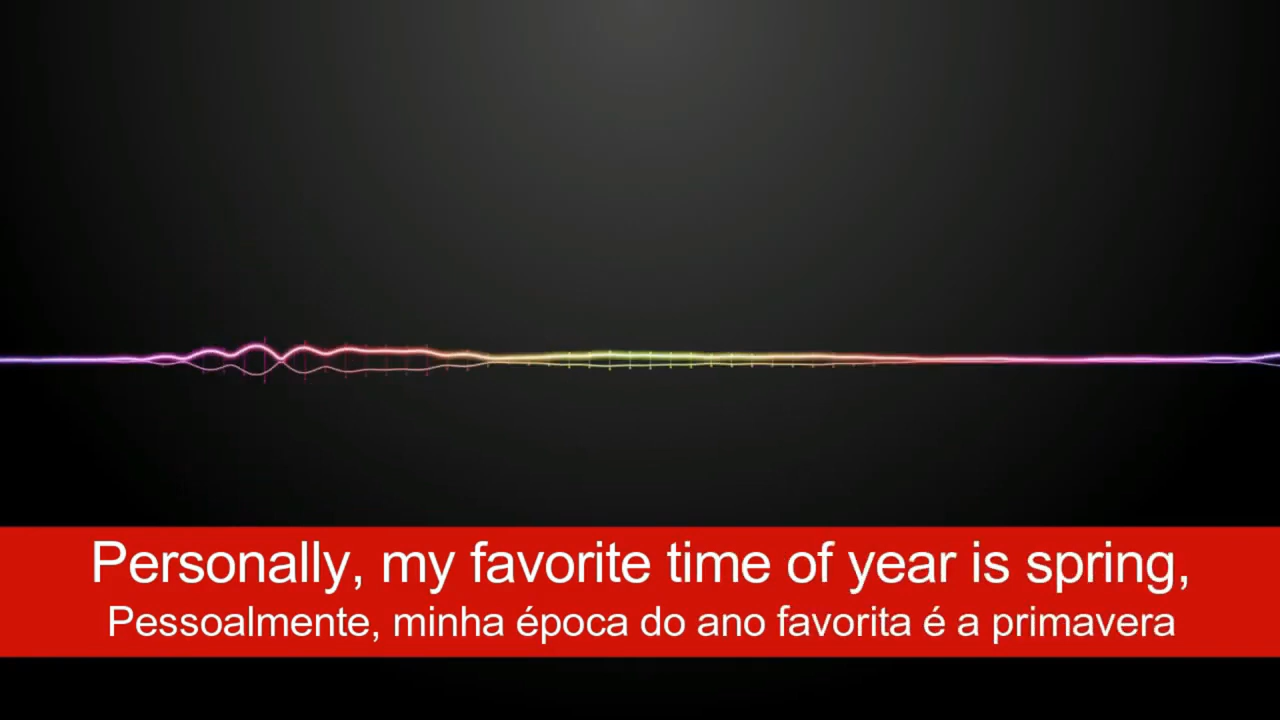 Personally, my favorite time of year is spring,
Pessoalmente, minha época do ano favorita é a primavera